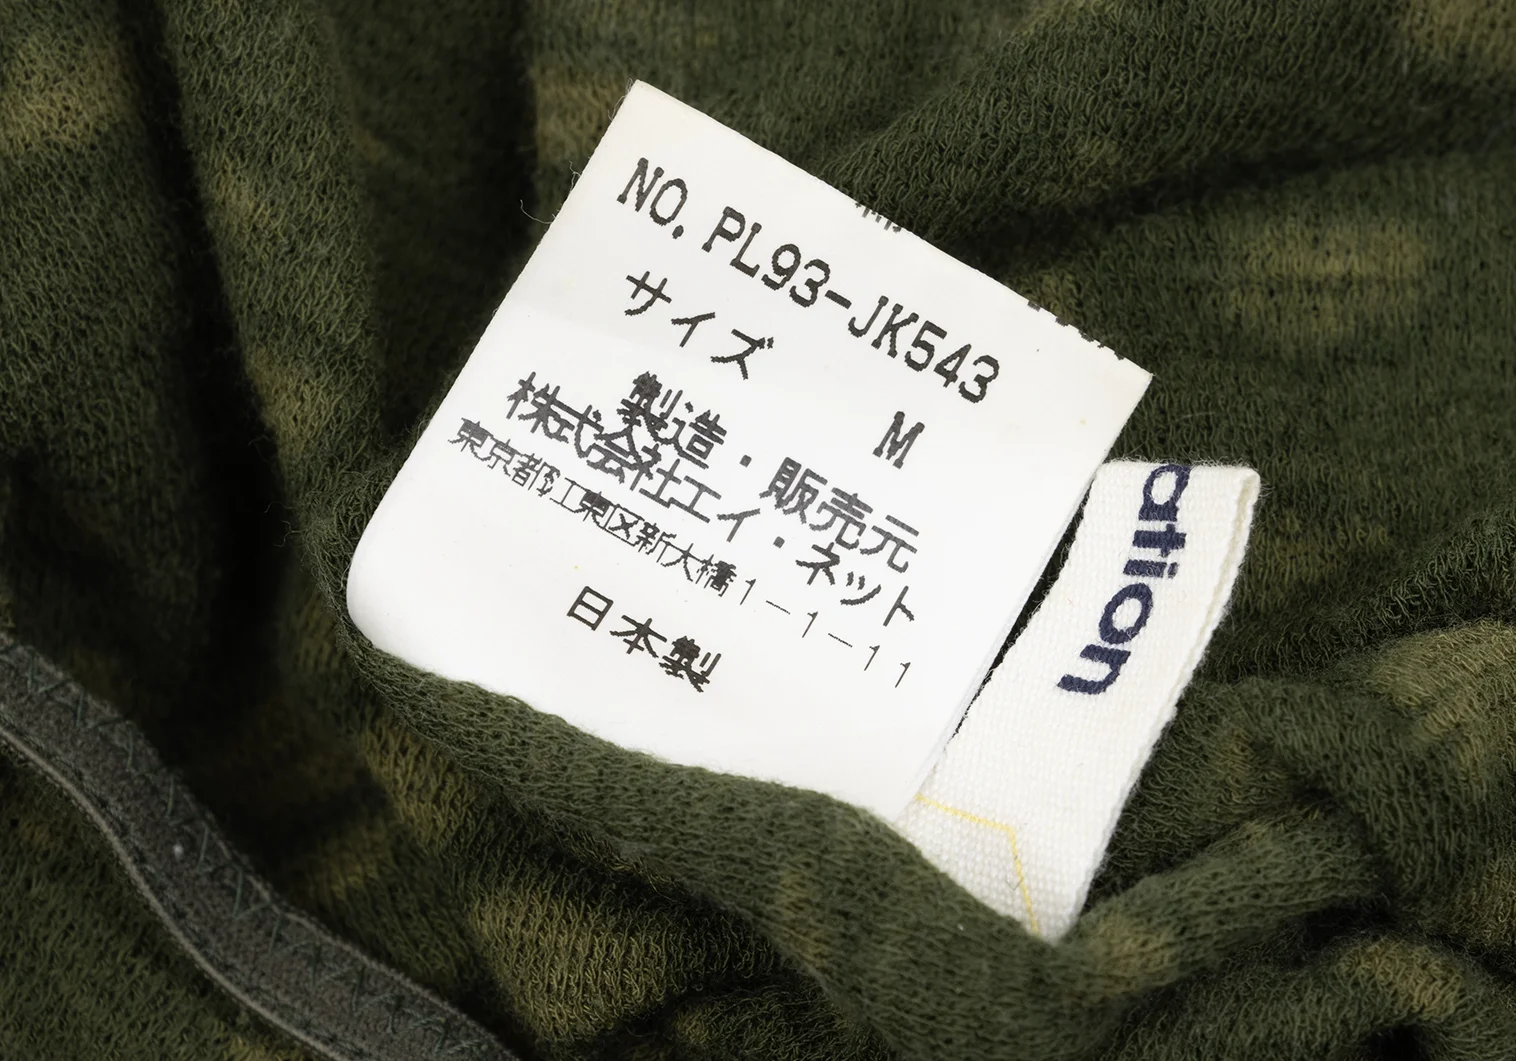 NO. PL93-JK543
サイズ M
製造・販売元
株式会社エイ・ネット
東京都江東区新大橋1-1-11
日本製
ation